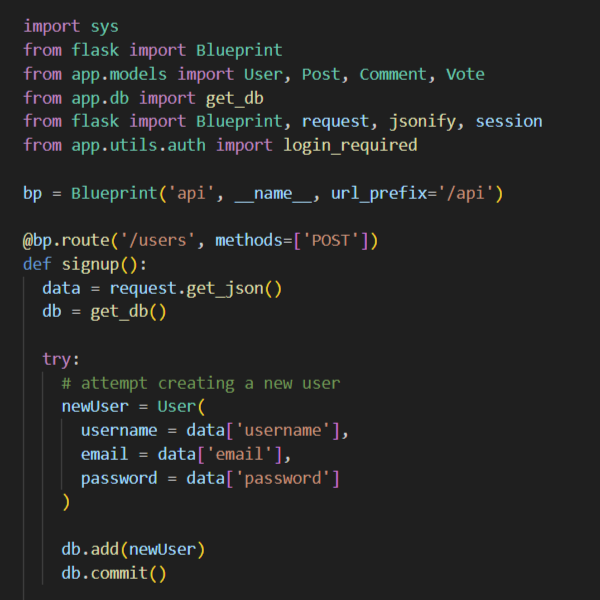 import sys
from flask import Blueprint
from app.models import User, Post, Comment, Vote
from app.db import get_db
from flask import Blueprint, request, jsonify, session
from app.utils.auth import login_required

bp = Blueprint('api', __name__, url_prefix='/api')

@bp.route('/users', methods=['POST'])
def signup():
  data = request.get_json()
  db = get_db()

  try:
    # attempt creating a new user
    newUser = User(
      username = data['username'],
      email = data['email'],
      password = data['password']
    )

    db.add(newUser)
    db.commit()